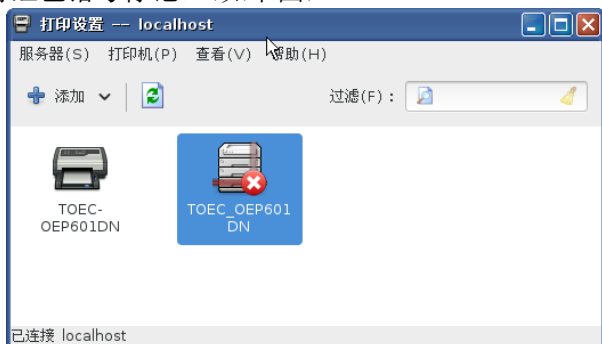 打印设置 -- localhost
服务器(S) 打印机(P) 查看(V) 帮助(H)
添加 过滤(F)：
TOEC-
OEP601DN
TOEC_OEP601
DN
已连接 localhost